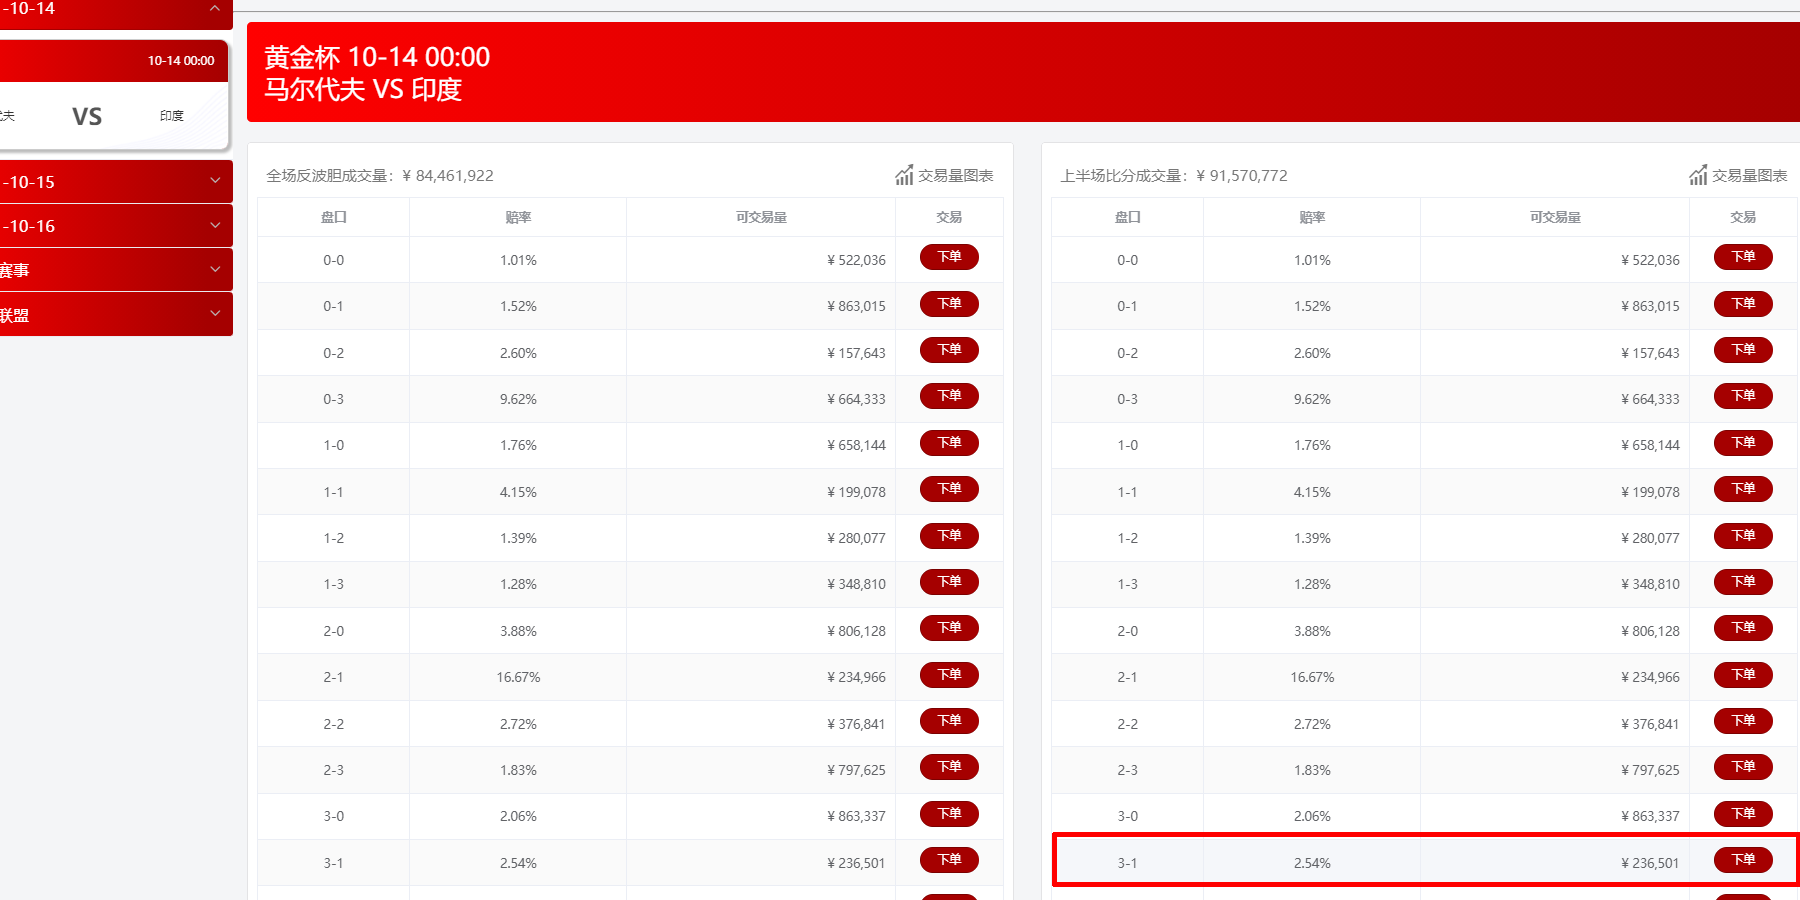 -10-14
10-14 00:00
代夫 VS 印度
-10-15
-10-16
赛事
联盟
黄金杯 10-14 00:00
马尔代夫 VS 印度
全场反波胆成交量：¥ 84,461,922 交易量图表
盘口 赔率 可交易量 交易
0-0 1.01% ¥ 522,036 下单
0-1 1.52% ¥ 863,015 下单
0-2 2.60% ¥ 157,643 下单
0-3 9.62% ¥ 664,333 下单
1-0 1.76% ¥ 658,144 下单
1-1 4.15% ¥ 199,078 下单
1-2 1.39% ¥ 280,077 下单
1-3 1.28% ¥ 348,810 下单
2-0 3.88% ¥ 806,128 下单
2-1 16.67% ¥ 234,966 下单
2-2 2.72% ¥ 376,841 下单
2-3 1.83% ¥ 797,625 下单
3-0 2.06% ¥ 863,337 下单
3-1 2.54% ¥ 236,501 下单
上半场比分成交量：¥ 91,570,772 交易量图表
盘口 赔率 可交易量 交易
0-0 1.01% ¥ 522,036 下单
0-1 1.52% ¥ 863,015 下单
0-2 2.60% ¥ 157,643 下单
0-3 9.62% ¥ 664,333 下单
1-0 1.76% ¥ 658,144 下单
1-1 4.15% ¥ 199,078 下单
1-2 1.39% ¥ 280,077 下单
1-3 1.28% ¥ 348,810 下单
2-0 3.88% ¥ 806,128 下单
2-1 16.67% ¥ 234,966 下单
2-2 2.72% ¥ 376,841 下单
2-3 1.83% ¥ 797,625 下单
3-0 2.06% ¥ 863,337 下单
3-1 2.54% ¥ 236,501 下单